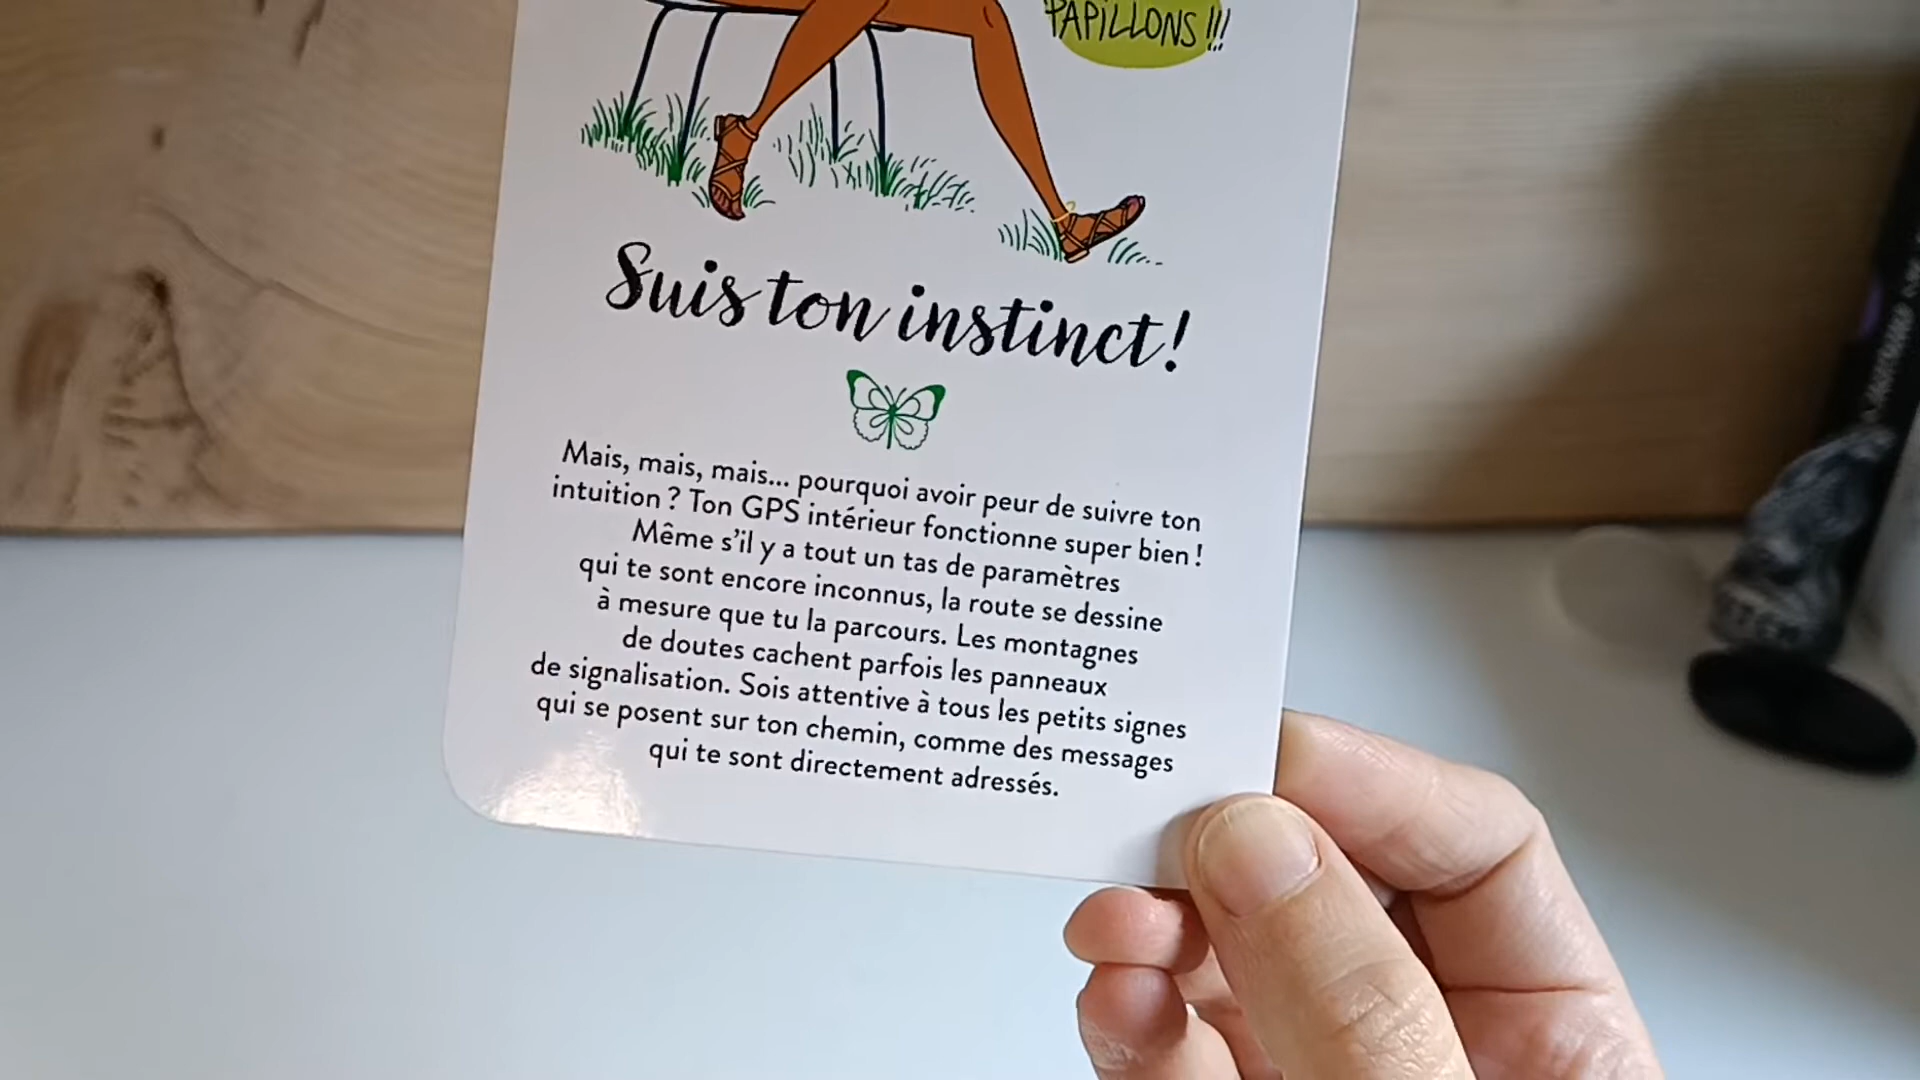 PAPILLONS !!!
Suis ton instinct !
Mais, mais, mais... pourquoi avoir peur de suivre ton
intuition ? Ton GPS intérieur fonctionne super bien !
Même s'il y a tout un tas de paramètres
qui te sont encore inconnus, la route se dessine
à mesure que tu la parcours. Les montagnes
de doutes cachent parfois les panneaux
de signalisation. Sois attentive à tous les petits signes
qui se posent sur ton chemin, comme des messages
qui te sont directement adressés.